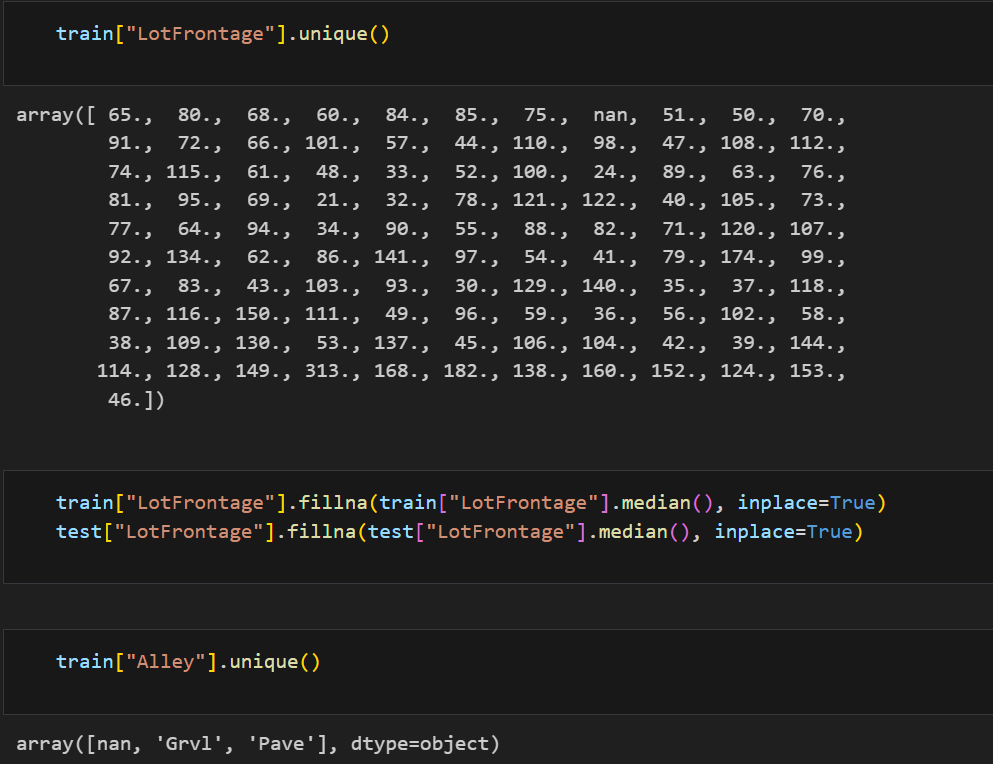 train["LotFrontage"].unique()
array([ 65.,  80.,  68.,  60.,  84.,  85.,  75.,  nan,  51.,  50.,  70.,
        91.,  72.,  66., 101.,  57.,  44., 110.,  98.,  47., 108., 112.,
        74., 115.,  61.,  48.,  33.,  52., 100.,  24.,  89.,  63.,  76.,
        81.,  95.,  69.,  21.,  32.,  78., 121., 122.,  40., 105.,  73.,
        77.,  64.,  94.,  34.,  90.,  55.,  88.,  82.,  71., 120., 107.,
        92., 134.,  62.,  86., 141.,  97.,  54.,  41.,  79., 174.,  99.,
        67.,  83.,  43., 103.,  93.,  30., 129., 140.,  35.,  37., 118.,
        87., 116., 150., 111.,  49.,  96.,  59.,  36.,  56., 102.,  58.,
        38., 109., 130.,  53., 137.,  45., 106., 104.,  42.,  39., 144.,
       114., 128., 149., 313., 168., 182., 138., 160., 152., 124., 153.,
        46.])
train["LotFrontage"].fillna(train["LotFrontage"].median(), inplace=True)
test["LotFrontage"].fillna(test["LotFrontage"].median(), inplace=True)
train["Alley"].unique()
array([nan, 'Grvl', 'Pave'], dtype=object)